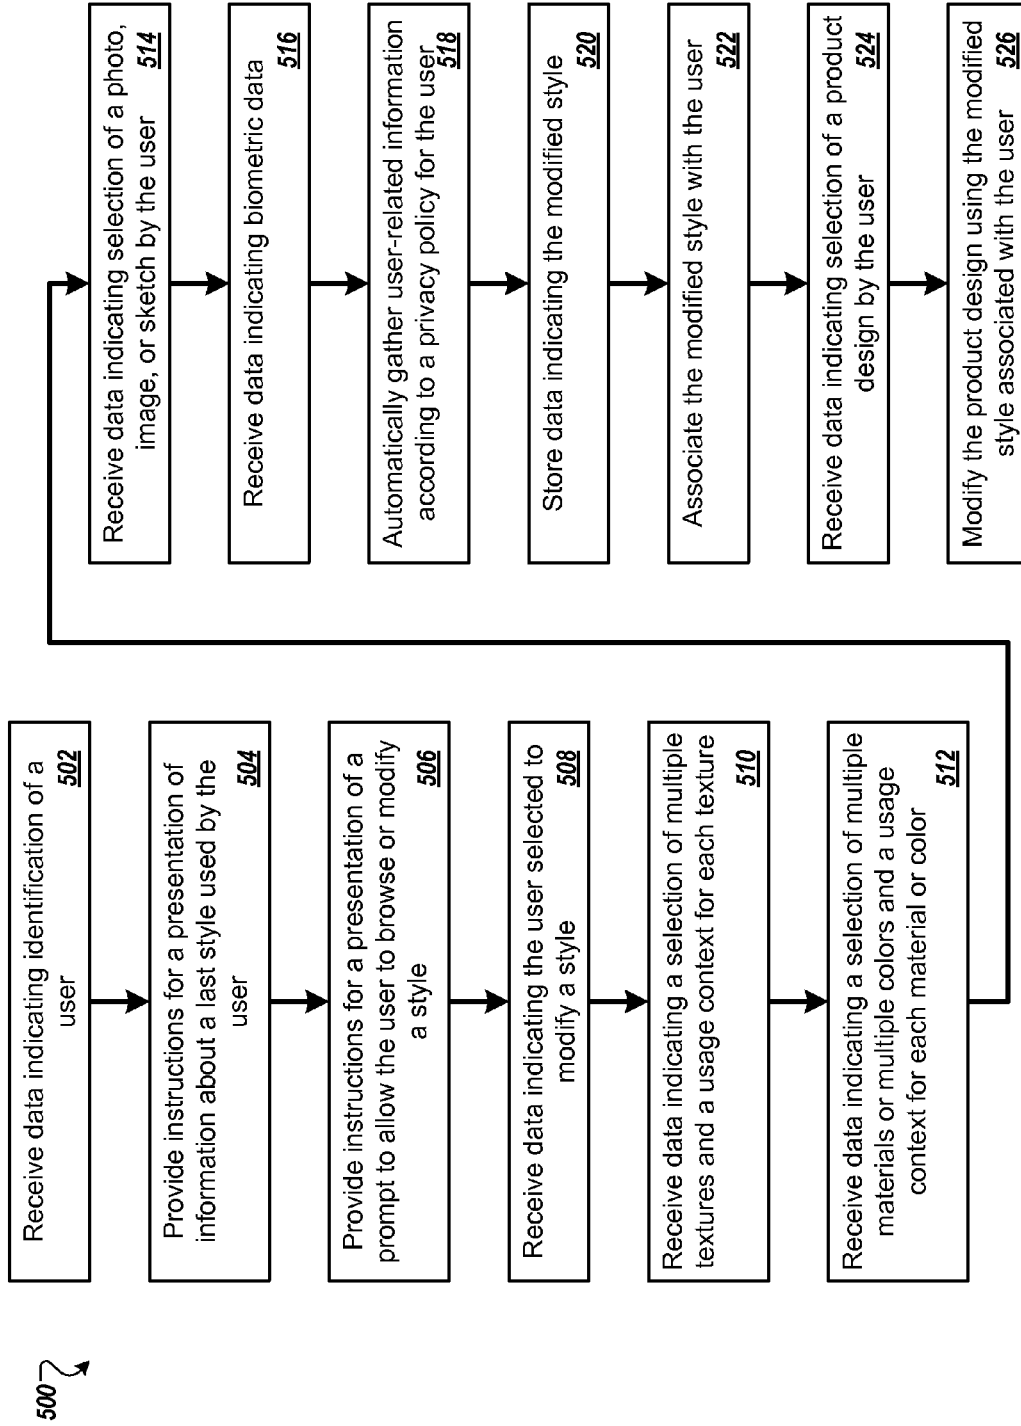 500
Receive data indicating identification of a
user
502
Provide instructions for a presentation of
information about a last style used by the
user
504
Provide instructions for a presentation of a
prompt to allow the user to browse or modify
a style
506
Receive data indicating the user selected to
modify a style
508
Receive data indicating a selection of multiple
textures and a usage context for each texture
510
Receive data indicating a selection of multiple
materials or multiple colors and a usage
context for each material or color
512
Receive data indicating selection of a photo,
image, or sketch by the user
514
Receive data indicating biometric data
516
Automatically gather user-related information
according to a privacy policy for the user
518
Store data indicating the modified style
520
Associate the modified style with the user
522
Receive data indicating selection of a product
design by the user
524
Modify the product design using the modified
style associated with the user
526